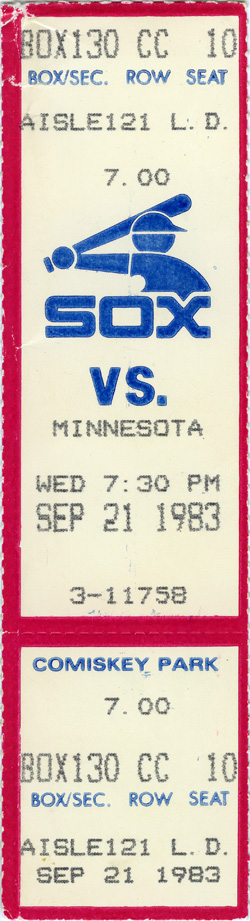 BOX130 CC 10
BOX/SEC. ROW SEAT
AISLE121 L.D.
7.00
SOX
VS.
MINNESOTA
WED 7:30 PM
SEP 21 1983
3-11758
COMISKEY PARK
7.00
BOX130 CC 10
BOX/SEC. ROW SEAT
AISLE121 L.D.
SEP 21 1983